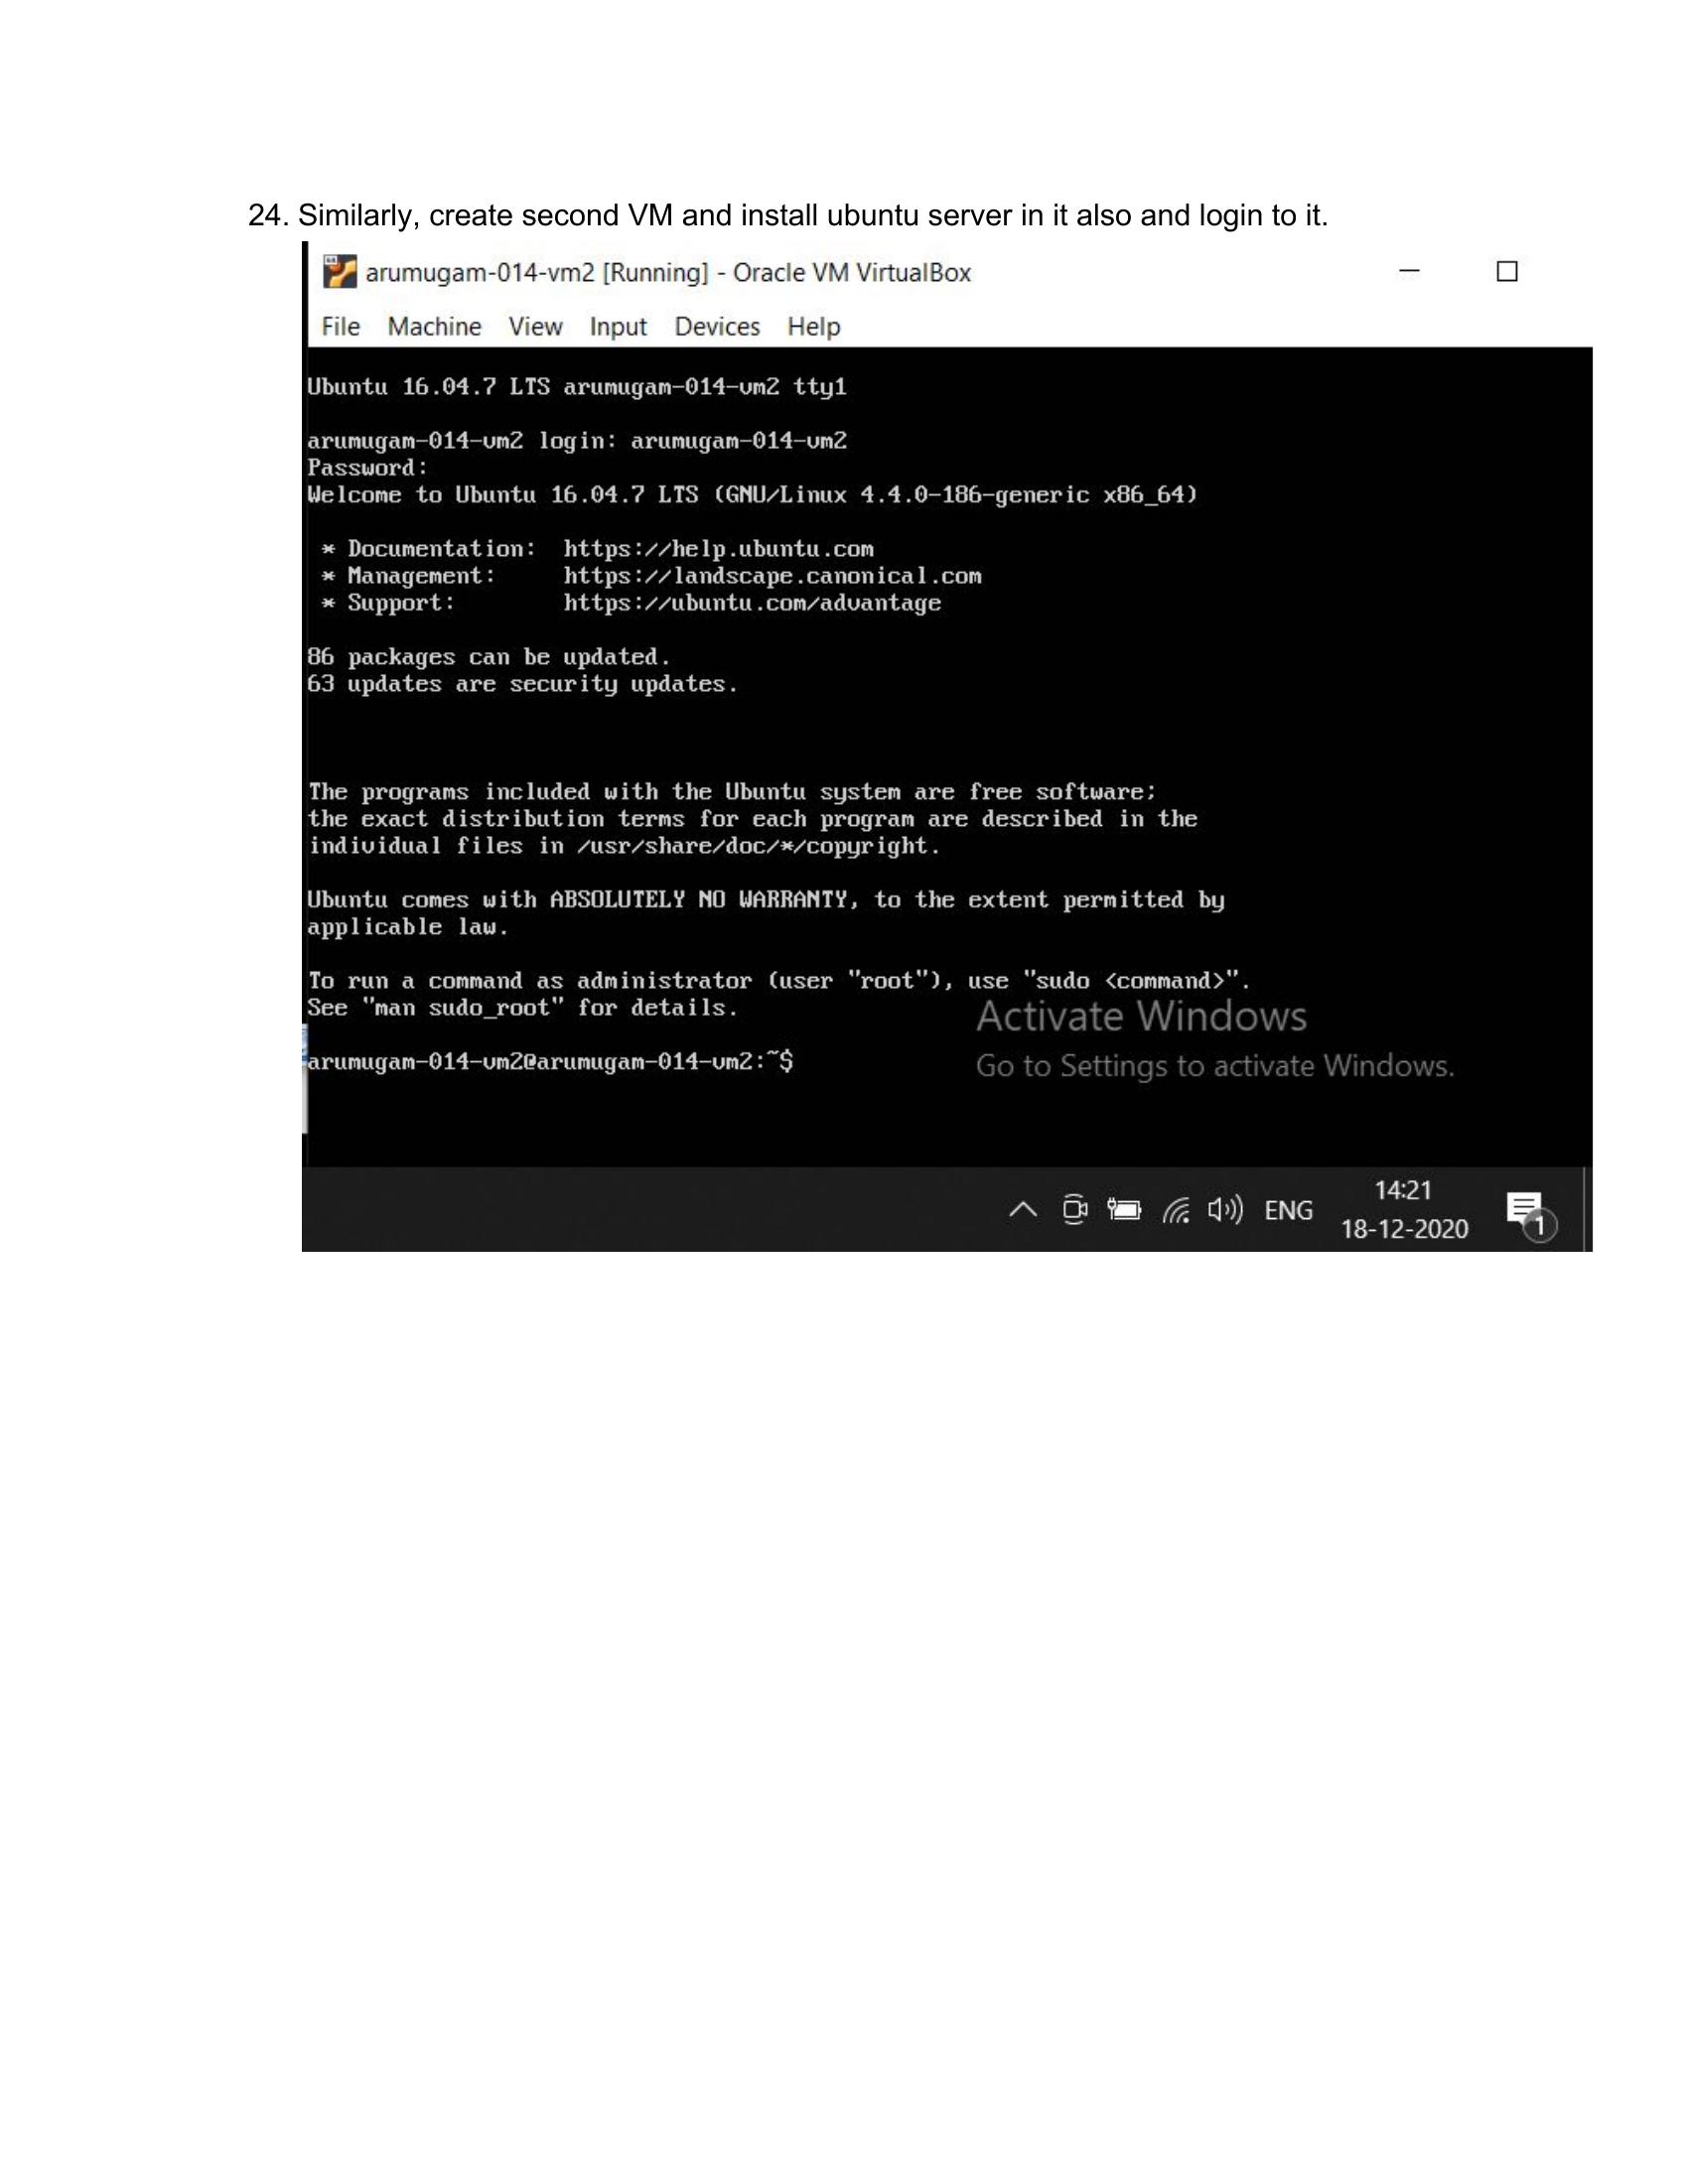 24. Similarly, create second VM and install ubuntu server in it also and login to it.
arumugam-014-vm2 [Running] - Oracle VM VirtualBox
File Machine View Input Devices Help
Ubuntu 16.04.7 LTS arumugam-014-vm2 tty1
arumugam-014-vm2 login: arumugam-014-vm2
Password:
Welcome to Ubuntu 16.04.7 LTS (GNU/Linux 4.4.0-186-generic x86_64)
* Documentation: https://help.ubuntu.com
* Management: https://landscape.canonical.com
* Support: https://ubuntu.com/advantage
86 packages can be updated.
63 updates are security updates.
The programs included with the Ubuntu system are free software;
the exact distribution terms for each program are described in the
individual files in /usr/share/doc/*/copyright.
Ubuntu comes with ABSOLUTELY NO WARRANTY, to the extent permitted by
applicable law.
To run a command as administrator (user "root"), use "sudo <command>".
See "man sudo_root" for details.
Activate Windows
arumugam-014-vm2@arumugam-014-vm2:~$
Go to Settings to activate Windows.
ENG
14:21
18-12-2020
1